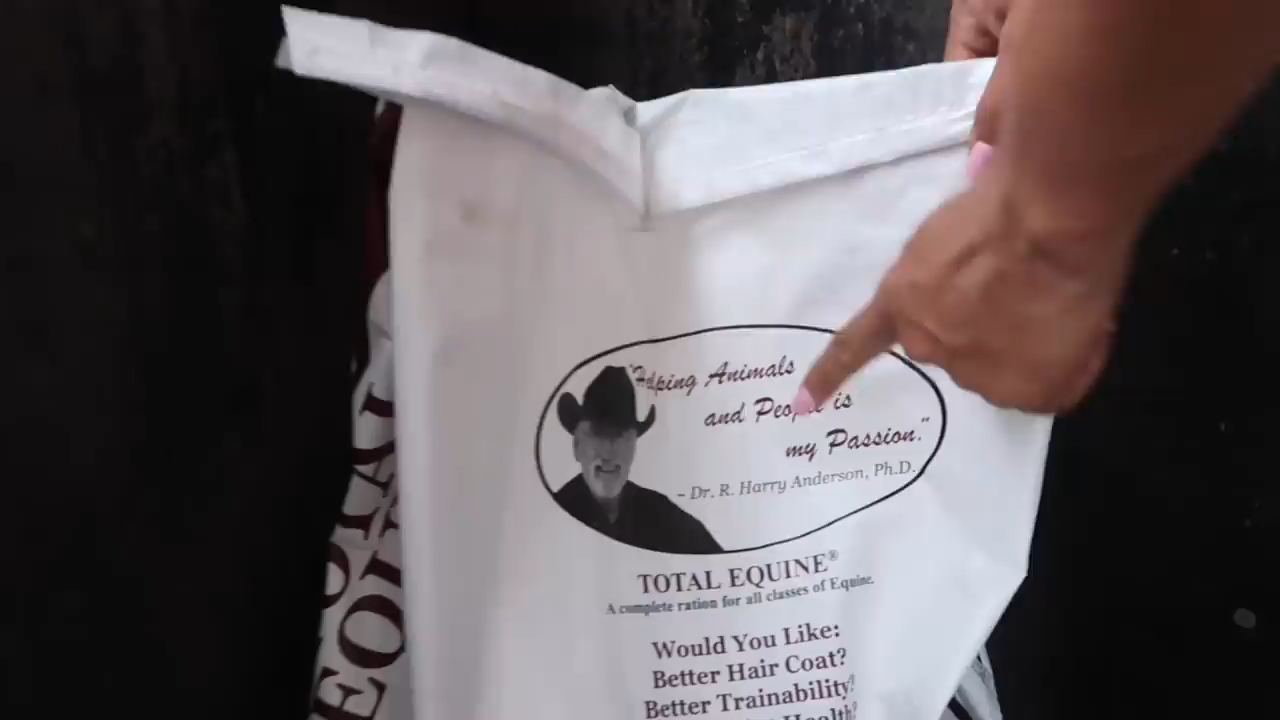 "Helping Animals
and People is
my Passion."
– Dr. R. Harry Anderson, Ph.D.
TOTAL EQUINE®
A complete ration for all classes of Equine.
Would You Like:
Better Hair Coat?
Better Trainability?
Health?